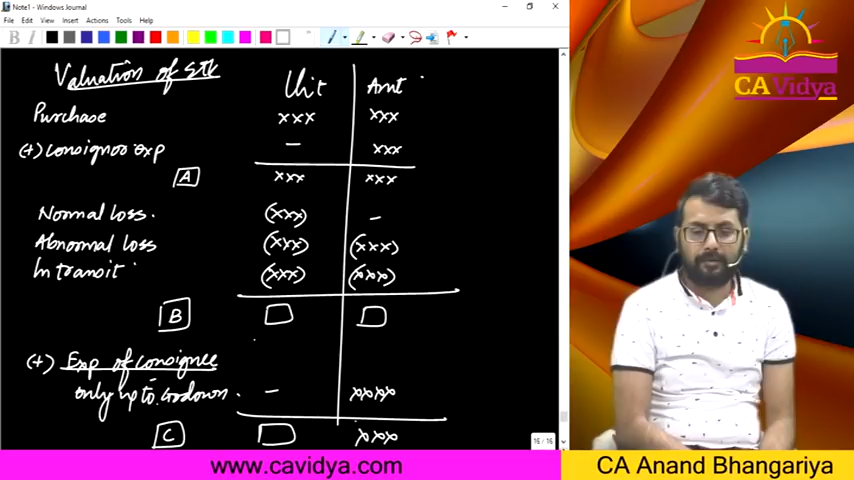 Note1 - Windows Journal
File Edit View Insert Actions Tools Help
B I
Valuation of stk Unit Amt
Purchase xxx xxx
(+) Consignor exp - xxx
A xxx xxx
Normal loss. (xxx) -
Abnormal loss (xxx) (xxx)
In transit (xxx) (xxx)
B
(+) Exp of consignee
only up to Godown. - xxxx
C xxx
16 / 16
CA Vidya
www.cavidya.com
CA Anand Bhangariya